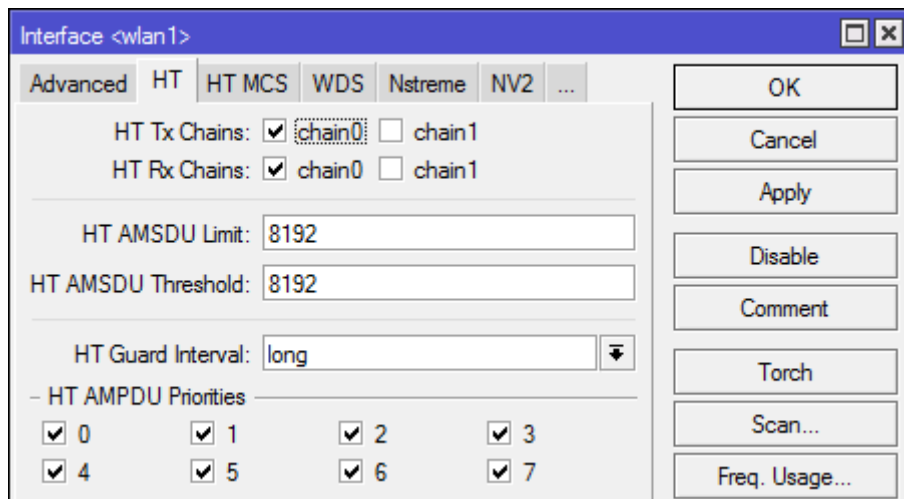 Interface <wlan1>
Advanced HT HT MCS WDS Nstreme NV2 ...
HT Tx Chains: chain0 chain1
HT Rx Chains: chain0 chain1
HT AMSDU Limit: 8192
HT AMSDU Threshold: 8192
HT Guard Interval: long
HT AMPDU Priorities
0 1 2 3
4 5 6 7
OK
Cancel
Apply
Disable
Comment
Torch
Scan...
Freq. Usage...